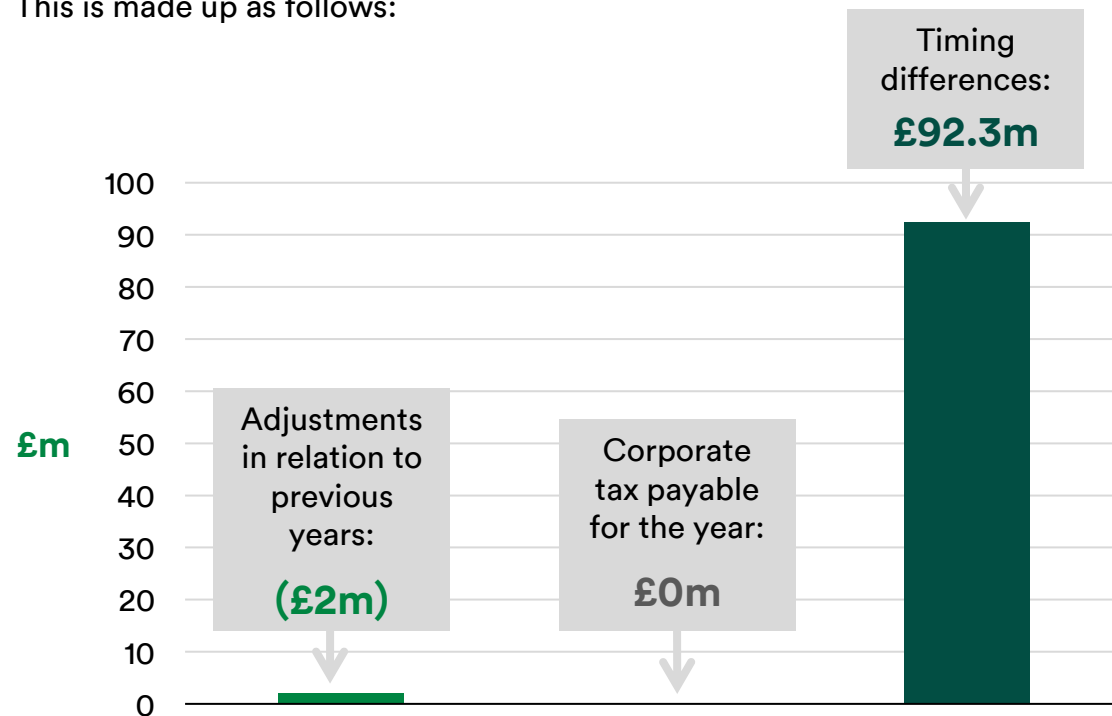 This is made up as follows:
Timing
differences:
£92.3m
100
90
80
70
60
£m
50
40
30
20
10
0
Adjustments
in relation to
previous
years:
(£2m)
Corporate
tax payable
for the year:
£0m